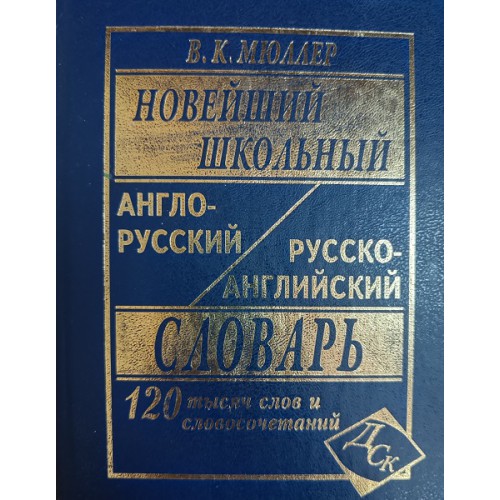 В. К. МЮЛЛЕР
НОВЕЙШИЙ
ШКОЛЬНЫЙ
АНГЛО-
РУССКИЙ
РУССКО-
АНГЛИЙСКИЙ
СЛОВАРЬ
120 тысяч слов и
словосочетаний
ДСК